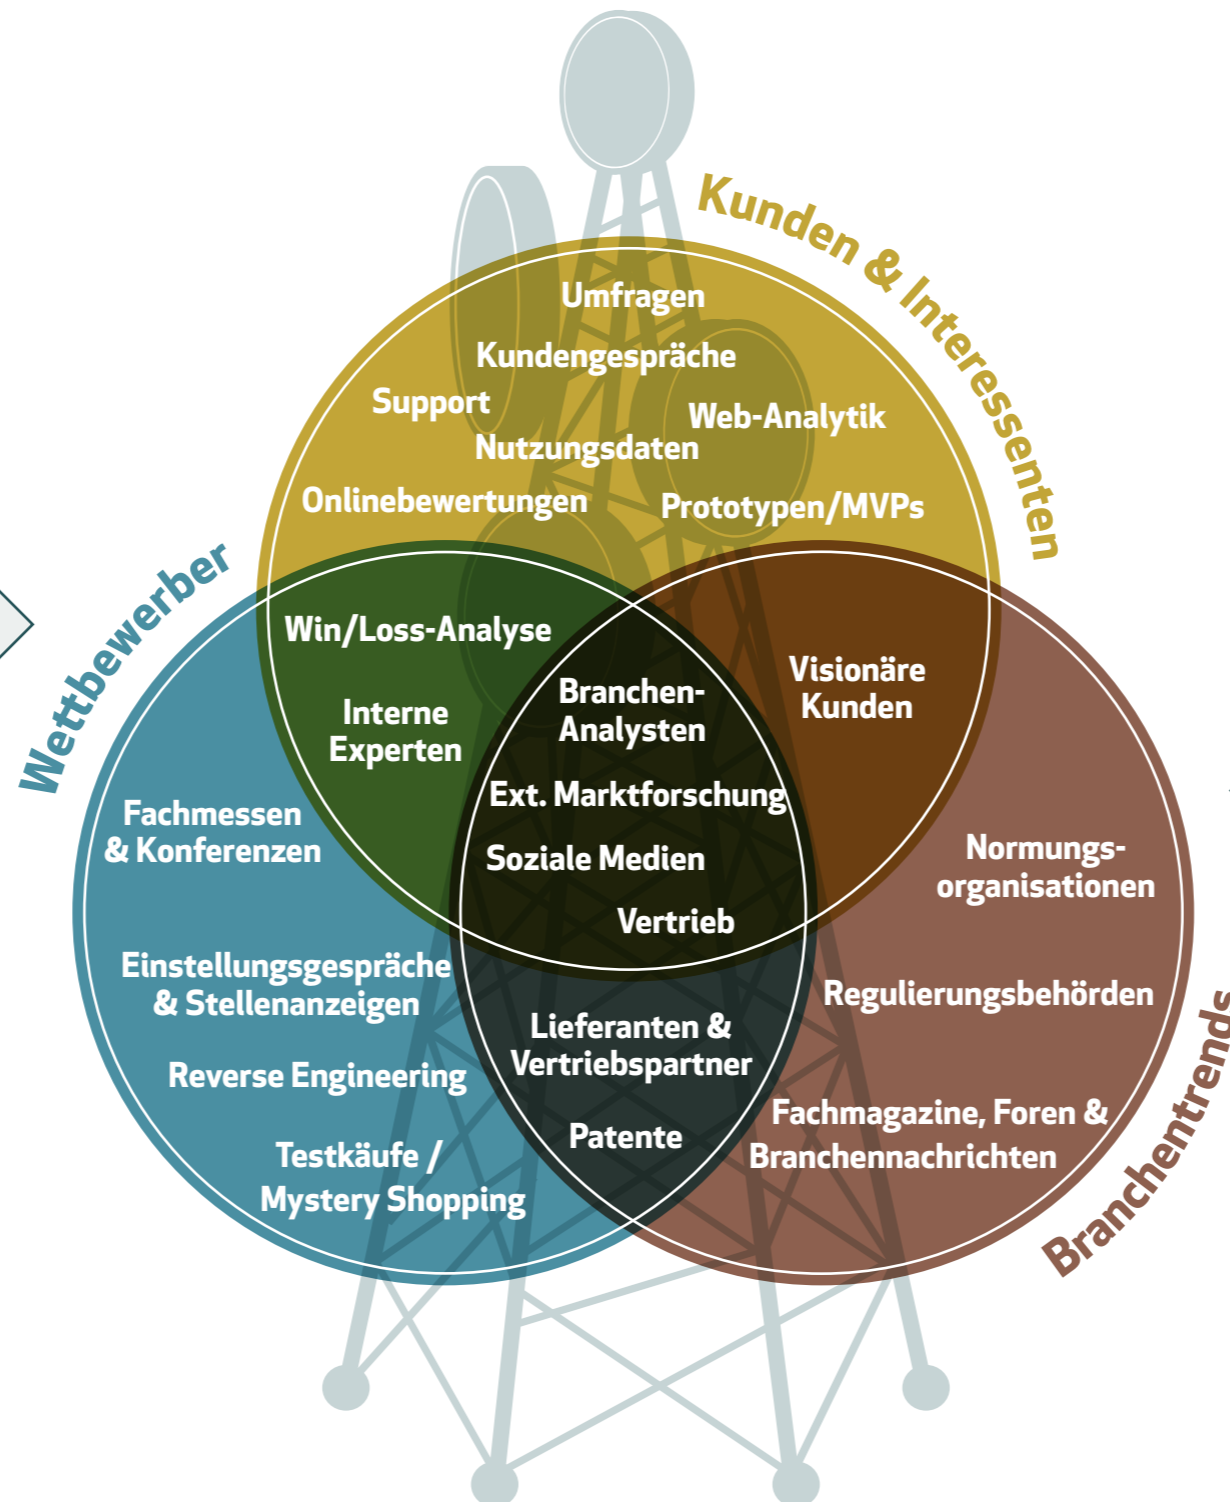 Kunden & Interessenten
Umfragen
Kundengespräche
Support
Web-Analytik
Nutzungsdaten
Onlinebewertungen
Prototypen/MVPs
Wettbewerber
Win/Loss-Analyse
Interne
Experten
Visionäre
Kunden
Branchen-
Analysten
Ext. Marktforschung
Soziale Medien
Vertrieb
Fachmessen
& Konferenzen
Einstellungsgespräche
& Stellenanzeigen
Reverse Engineering
Testkäufe /
Mystery Shopping
Lieferanten &
Vertriebspartner
Patente
Normungs-
organisationen
Regulierungsbehörden
Fachmagazine, Foren &
Branchennachrichten
Branchentrends